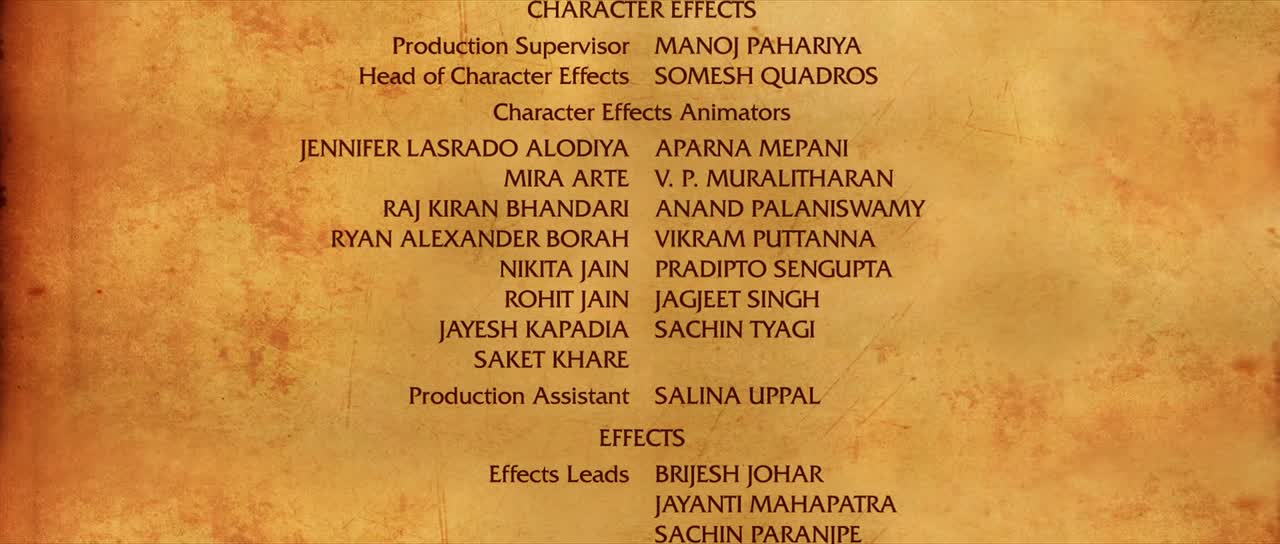 CHARACTER EFFECTS
Production Supervisor MANOJ PAHARIYA
Head of Character Effects SOMESH QUADROS
Character Effects Animators
JENNIFER LASRADO ALODIYA APARNA MEPANI
MIRA ARTE V. P. MURALITHARAN
RAJ KIRAN BHANDARI ANAND PALANISWAMY
RYAN ALEXANDER BORAH VIKRAM PUTTANNA
NIKITA JAIN PRADIPTO SENGUPTA
ROHIT JAIN JAGJEET SINGH
JAYESH KAPADIA SACHIN TYAGI
SAKET KHARE
Production Assistant SALINA UPPAL
EFFECTS
Effects Leads BRIJESH JOHAR
JAYANTI MAHAPATRA
SACHIN PARANJPE